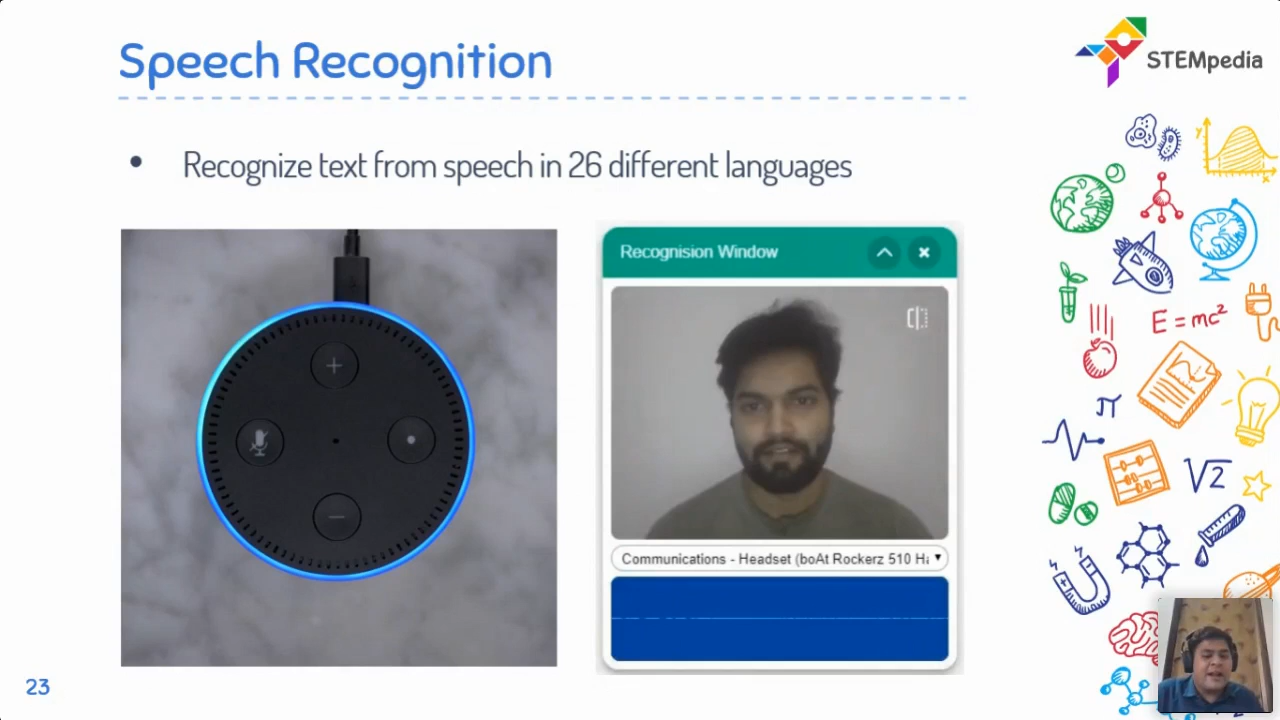 Speech Recognition
STEMpedia
• Recognize text from speech in 26 different languages
Recognision Window
Communications - Headset (boAt Rockerz 510 Ha
y
x
E = mc²
π
√2
23